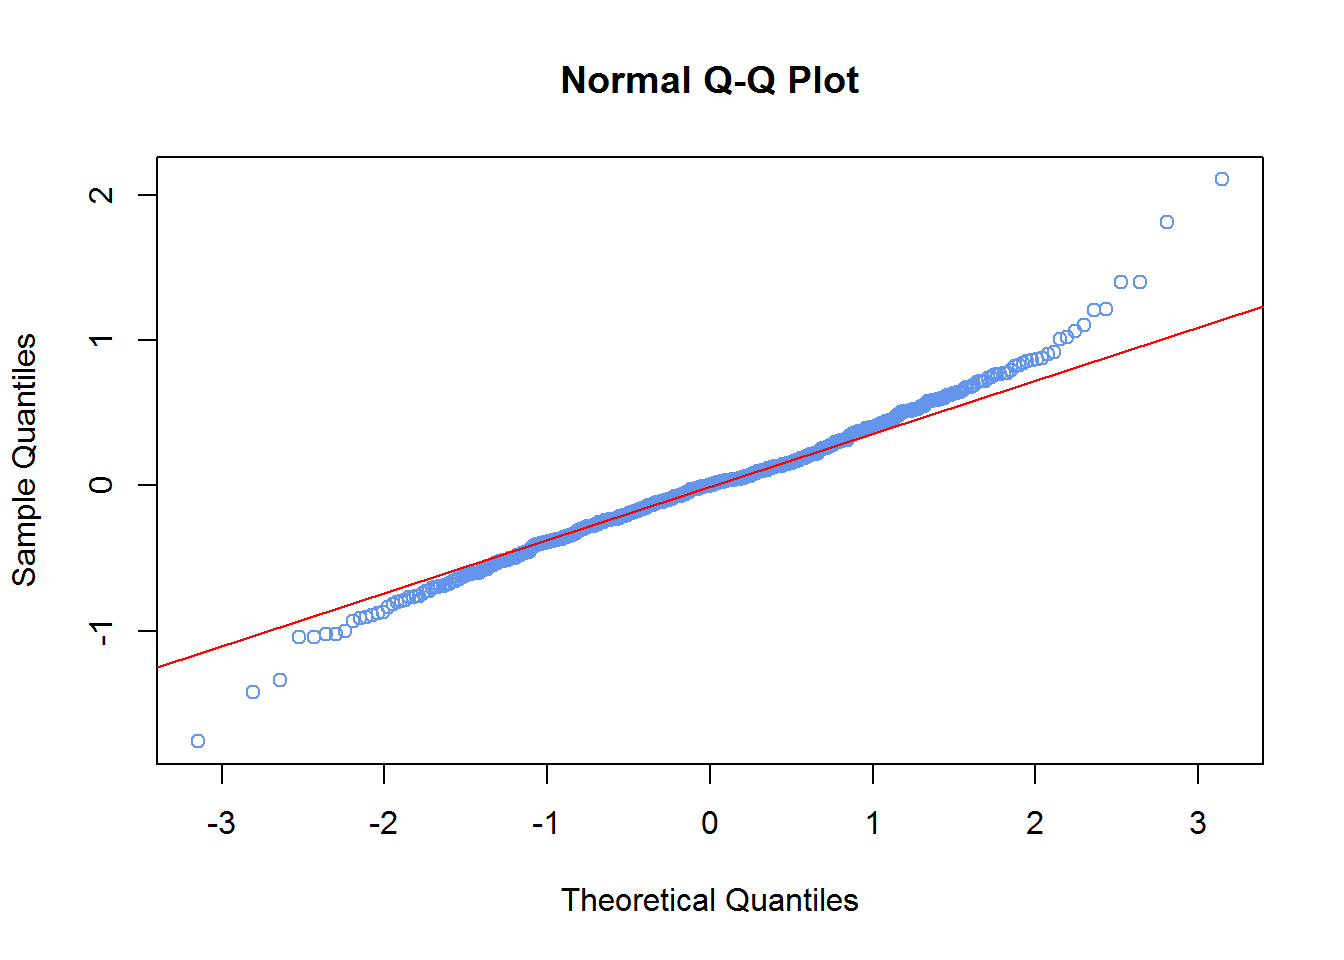 Normal Q-Q Plot
Sample Quantiles
2
1
0
-1
-3 -2 -1 0 1 2 3
Theoretical Quantiles